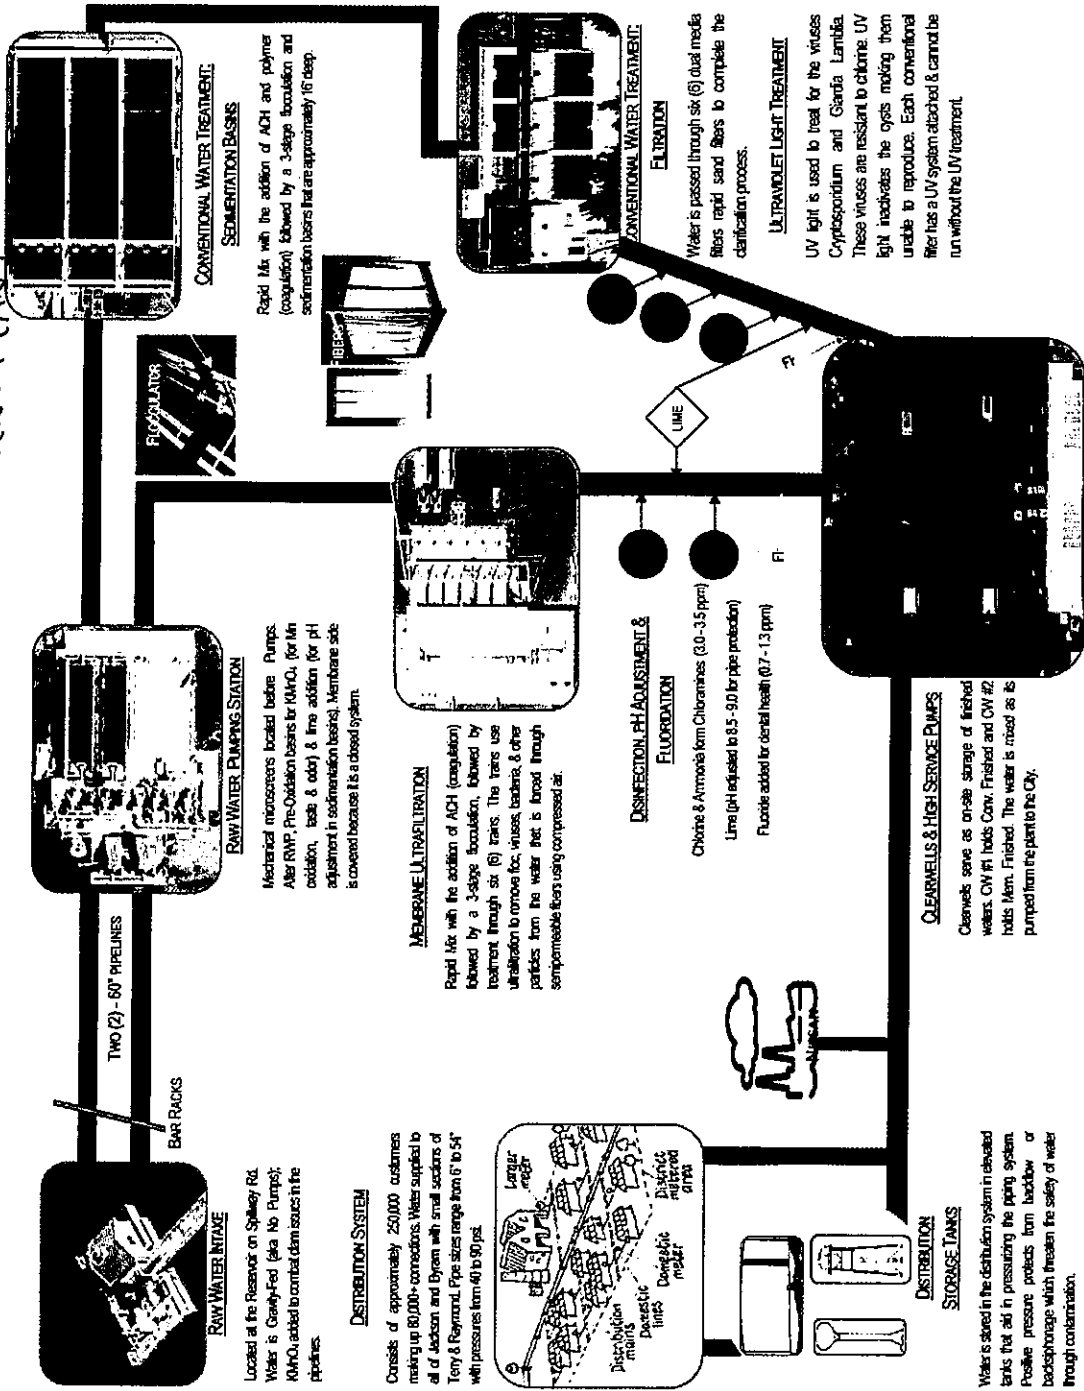 RAW WATER INTAKE
Located at the Reservoir on Spillway Rd.
Water is Gravity-Fed (aka No Pumps);
KMnO₄ added to combat clam issues in the
pipelines.
BAR RACKS
TWO (2) - 60" PIPELINES
RAW WATER PUMPING STATION
Mechanical microscreens located before Pumps.
After RWP, Pre-Oxidation basins for KMnO₄ (for Mn
oxidation, taste & odor) & lime addition (for pH
adjustment in sedimentation basins). Membrane side
is covered because it is a closed system.
FLOCCULATOR
CONVENTIONAL WATER TREATMENT:
SEDIMENTATION BASINS
Rapid Mix with the addition of ACH and polymer
(coagulation) followed by a 3-stage flocculation and
sedimentation basins that are approximately 16' deep.
FIBERS
MEMBRANE ULTRAFILTRATION
Rapid Mix with the addition of ACH (coagulation)
followed by a 3-stage flocculation, followed by
treatment through six (6) trains. The trains use
ultrafiltration to remove floc, viruses, bacteria, & other
particles from the water that is forced through
semipermeable fibers using compressed air.
CONVENTIONAL WATER TREATMENT:
FILTRATION
Water is passed through six (6) dual media
filters rapid sand filters to complete the
clarification process.
ULTRAVIOLET LIGHT TREATMENT
UV light is used to treat for the viruses
Cryptosporidium and Giardia Lamblia.
These viruses are resistant to chlorine. UV
light inactivates the cysts making them
unable to reproduce. Each conventional
filter has a UV system attached & cannot be
run without the UV treatment.
LIME
DISINFECTION, PH ADJUSTMENT &
FLUORIDATION
Chlorine & Ammonia form Chloramines (3.0 - 3.5 ppm)
Lime (pH adjusted to 8.5 - 9.0 for pipe protection)
Fluoride added for dental health (0.7 - 1.3 ppm)
CLEARWELLS & HIGH SERVICE PUMPS
Clearwells serve as on-site storage of finished
waters. CW #1 holds Conv. Finished and CW #2
holds Mem. Finished. The water is mixed as its
pumped from the plant to the City.
NISSAN
DISTRIBUTION SYSTEM
Consists of approximately 250,000 customers
making up 80,000+ connections. Water supplied to
all of Jackson and Byram with small sections of
Terry & Raymond. Pipe sizes range from 6" to 54"
with pressures from 40 to 90 psi.
Larger
meter
Distribution
mains
Domestic
lines
Domestic
meter
District
metered
area
DISTRIBUTION
STORAGE TANKS
Water is stored in the distribution system in elevated
tanks that aid in pressurizing the piping system.
Positive pressure protects from backflow or
backsiphonage which threaten the safety of water
through contamination.